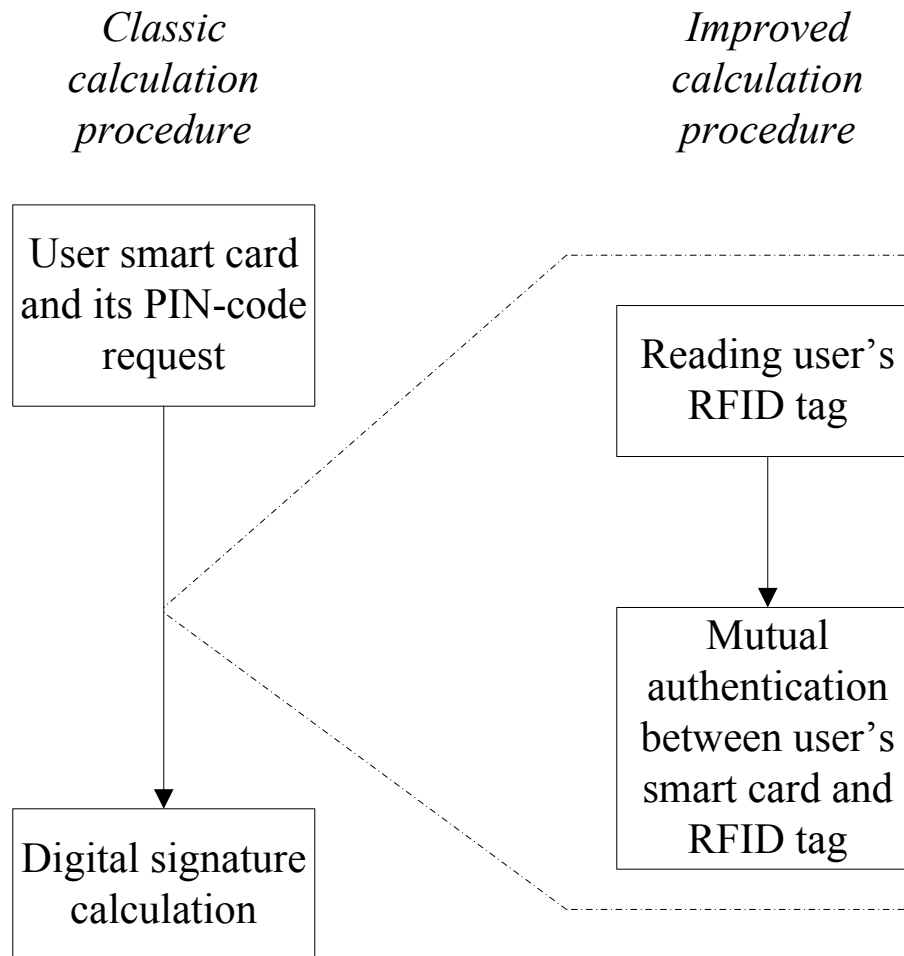 Classic
calculation
procedure
Improved
calculation
procedure
User smart card
and its PIN-code
request
Reading user’s
RFID tag
Mutual
authentication
between user’s
smart card and
RFID tag
Digital signature
calculation